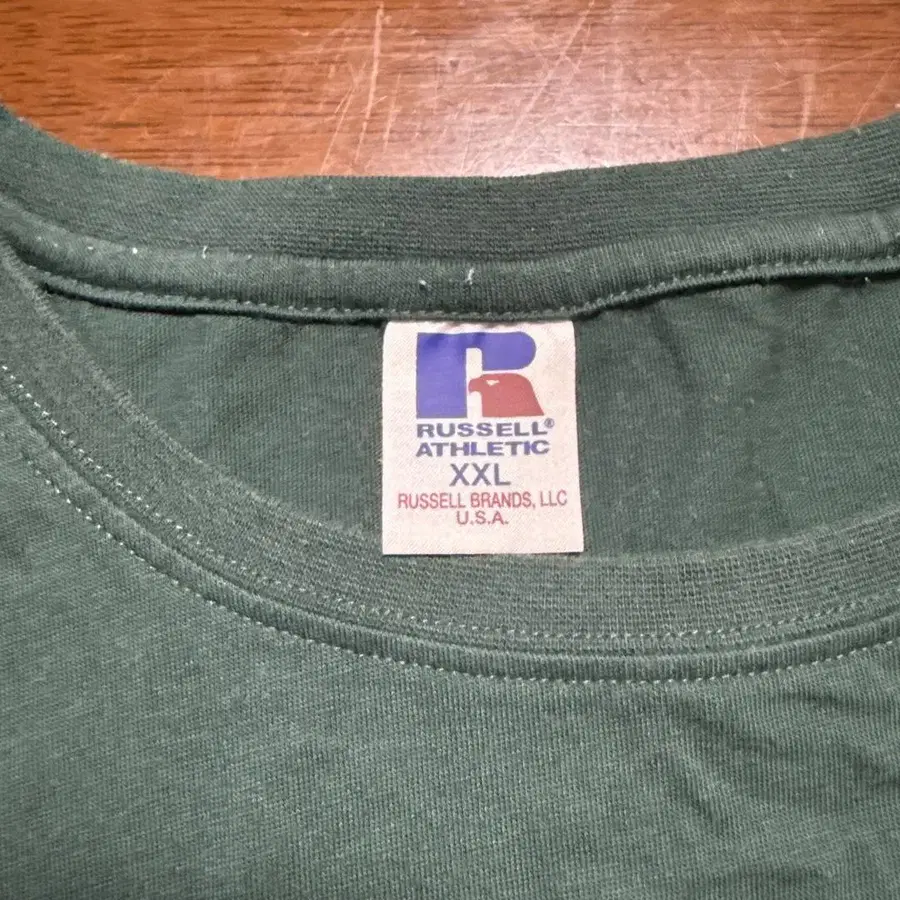 R
RUSSELL®
ATHLETIC
XXL
RUSSELL BRANDS, LLC
U.S.A.